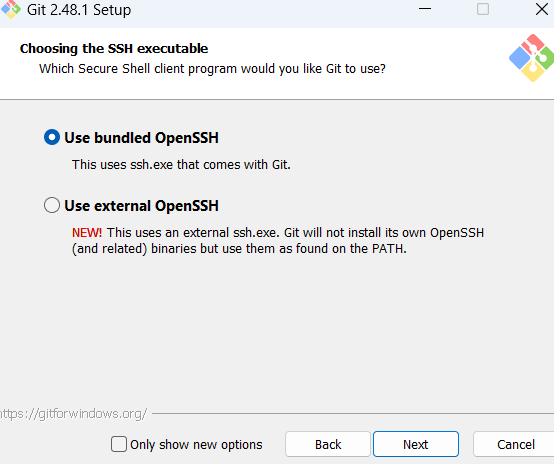 Git 2.48.1 Setup
Choosing the SSH executable
Which Secure Shell client program would you like Git to use?
Use bundled OpenSSH
This uses ssh.exe that comes with Git.
Use external OpenSSH
NEW! This uses an external ssh.exe. Git will not install its own OpenSSH
(and related) binaries but use them as found on the PATH.
https://gitforwindows.org/
Only show new options
Back
Next
Cancel